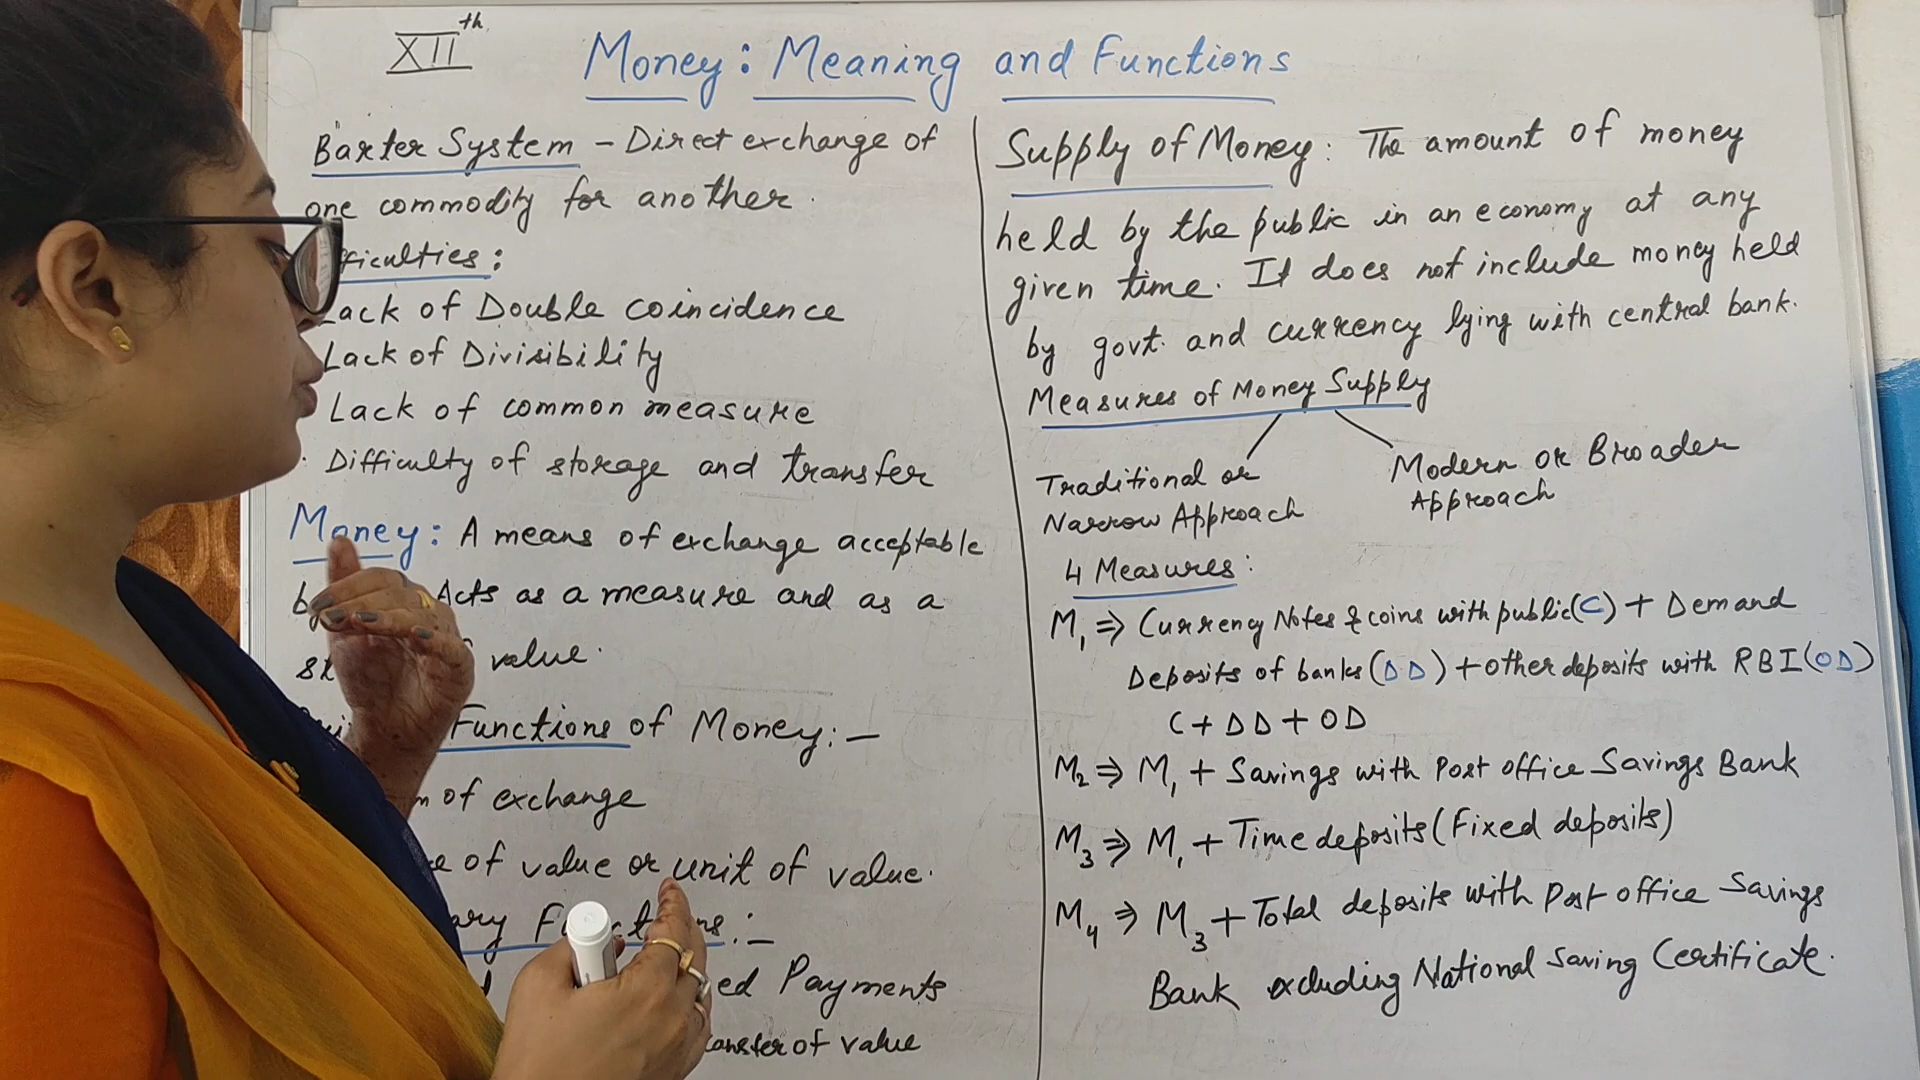 XIIth
Money: Meaning and Functions
Barter System - Direct exchange of
one commodity for another.
fficulties:
Lack of Double coincidence
Lack of Divisibility
Lack of common measure
Difficulty of storage and transfer
Money: A means of exchange acceptable
Acts as a measure and as a
value.
Functions of Money:-
of exchange
of value or unit of value.
ed Payments
of value
Supply of Money: The amount of money
held by the public in an economy at any
given time. It does not include money held
by govt. and currency lying with central bank.
Measures of Money Supply
Traditional or
Narrow Approach
Modern or Broader
Approach
4 Measures:
M1 ⇒ Currency Notes & coins with public(C) + Demand
Deposits of banks(DD) + other deposits with RBI(OD)
C + DD + OD
M2 ⇒ M1 + Savings with Post office Savings Bank
M3 ⇒ M1 + Time deposits (Fixed deposits)
M4 ⇒ M3 + Total deposits with Post office Savings
Bank excluding National Saving Certificate.